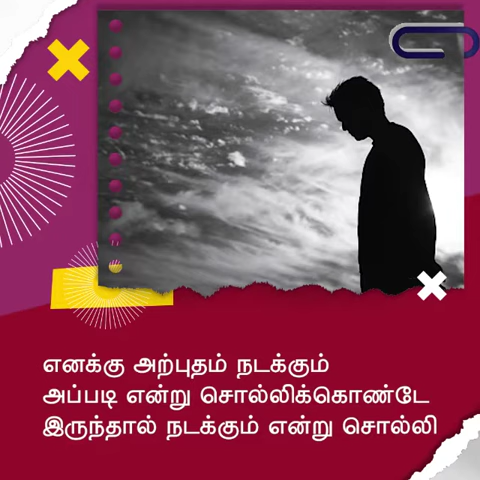 எனக்கு அற்புதம் நடக்கும்
அப்படி என்று சொல்லிக்கொண்டே
இருந்தால் நடக்கும் என்று சொல்லி